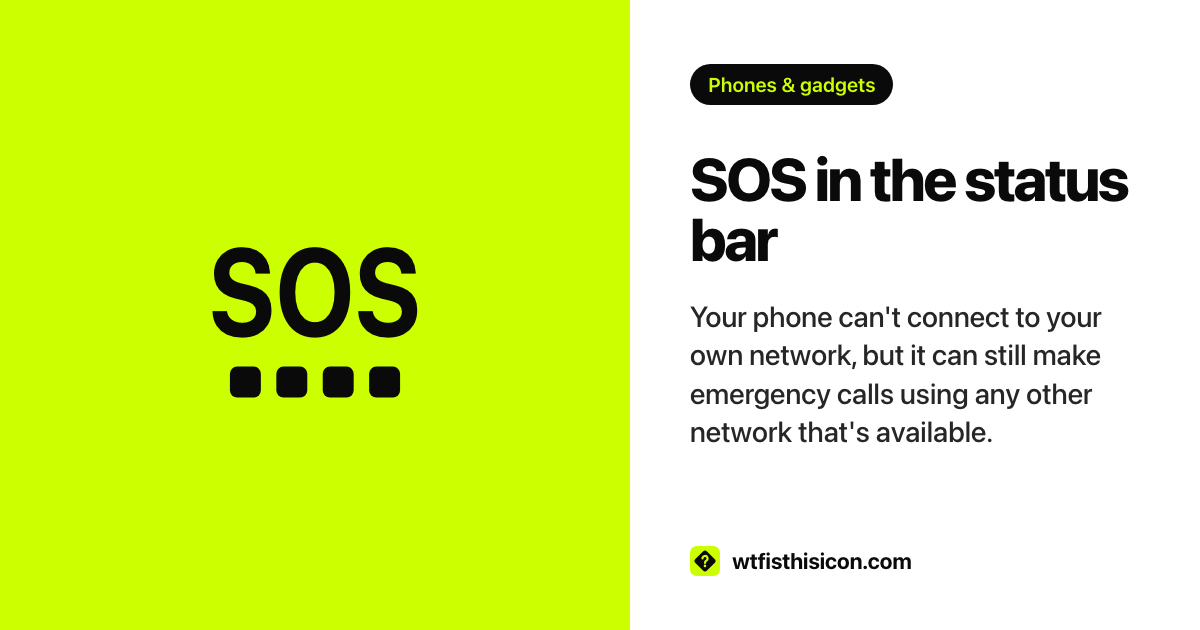 SOS
Phones & gadgets
SOS in the status
bar
Your phone can't connect to your
own network, but it can still make
emergency calls using any other
network that's available.
?
wtfisthisicon.com